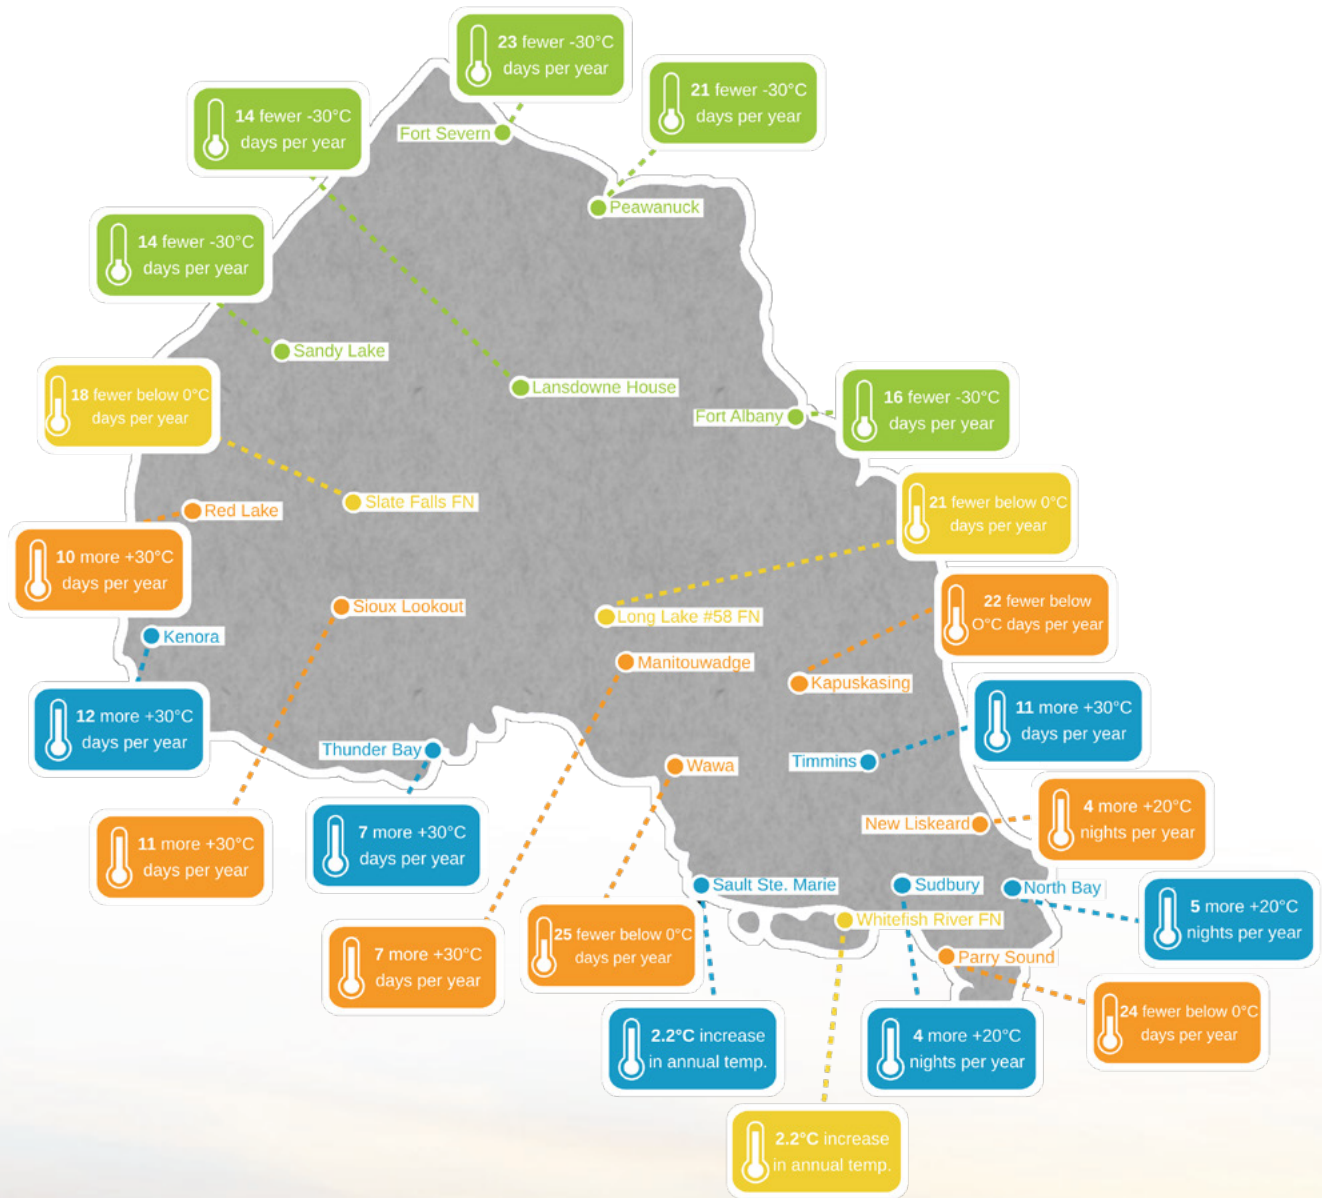 23 fewer -30°C
days per year
21 fewer -30°C
days per year
14 fewer -30°C
days per year
Fort Severn
Peawanuck
14 fewer -30°C
days per year
Sandy Lake
Lansdowne House
18 fewer below 0°C
days per year
16 fewer -30°C
days per year
Fort Albany
Slate Falls FN
Red Lake
21 fewer below 0°C
days per year
10 more +30°C
days per year
Sioux Lookout
Long Lake #58 FN
22 fewer below
O°C days per year
Kenora
Manitouwadge
Kapuskasing
12 more +30°C
days per year
11 more +30°C
days per year
Thunder Bay
Wawa
Timmins
4 more +20°C
nights per year
New Liskeard
11 more +30°C
days per year
7 more +30°C
days per year
Sault Ste. Marie
Sudbury
North Bay
5 more +20°C
nights per year
Whitefish River FN
7 more +30°C
days per year
25 fewer below 0°C
days per year
Parry Sound
24 fewer below 0°C
days per year
2.2°C increase
in annual temp.
4 more +20°C
nights per year
2.2°C increase
in annual temp.